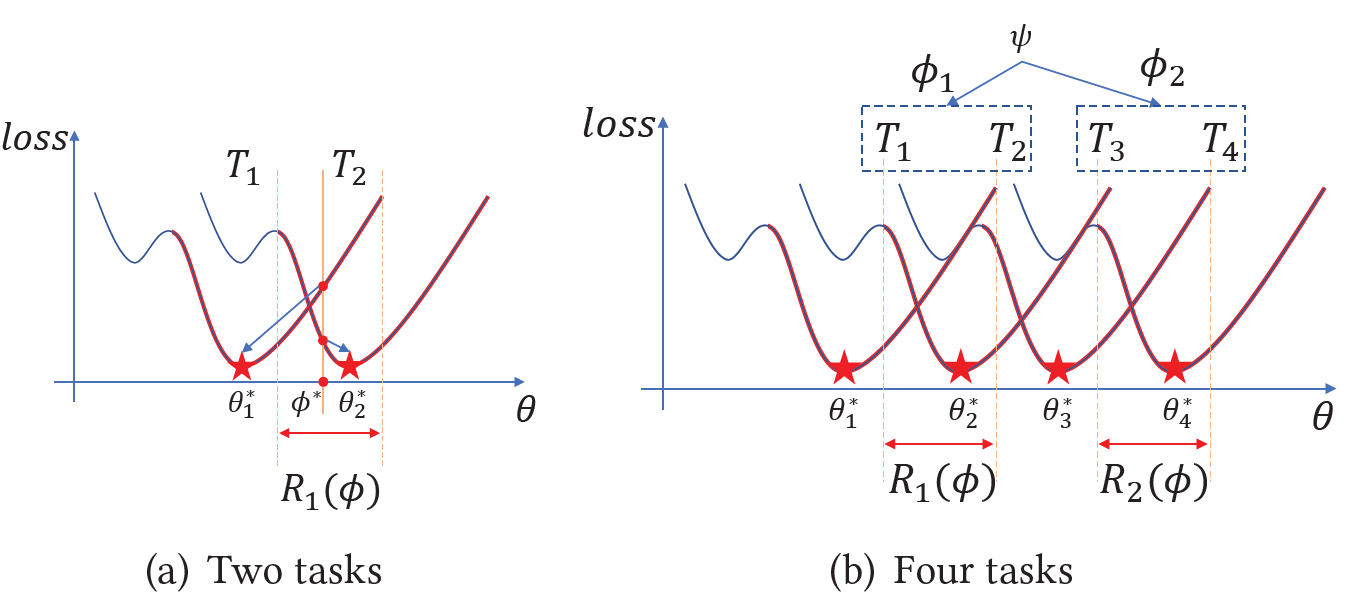 loss
T₁ T₂
θ₁* ϕ* θ₂*
θ
R₁(ϕ)
(a) Two tasks
ψ
ϕ₁ ϕ₂
loss
T₁ T₂ T₃ T₄
θ₁* θ₂* θ₃* θ₄*
θ
R₁(ϕ) R₂(ϕ)
(b) Four tasks